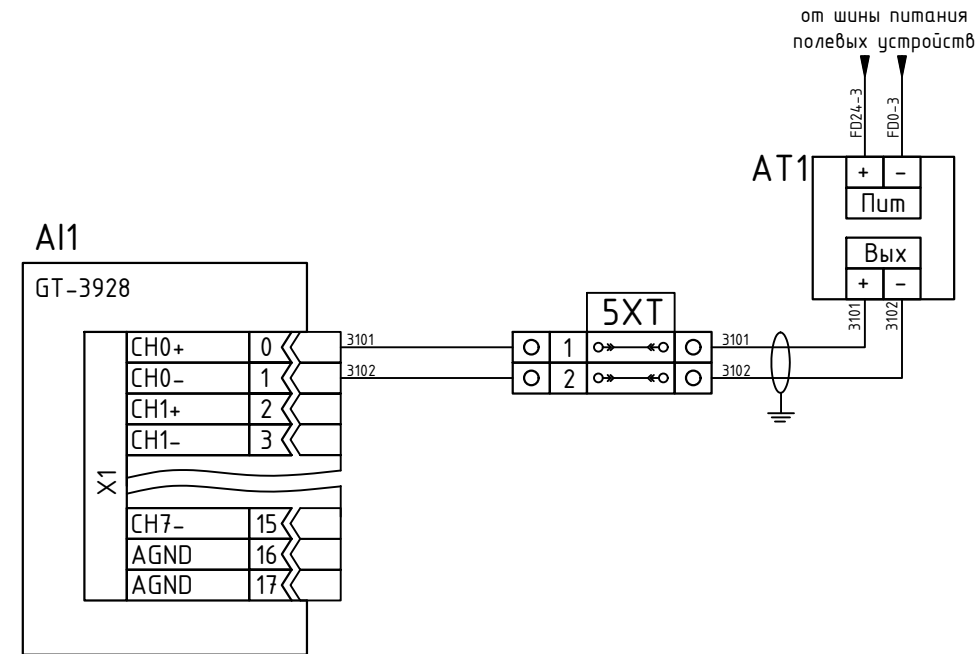 от шины питания
полевых устройств
FD24-3
FD0-3
AT1
+ -
Пит
Вых
+ -
3101
3102
AI1
GT-3928
X1
CH0+ 0
CH0- 1
CH1+ 2
CH1- 3
CH7- 15
AGND 16
AGND 17
3101
3102
5XT
1
2
3101
3102